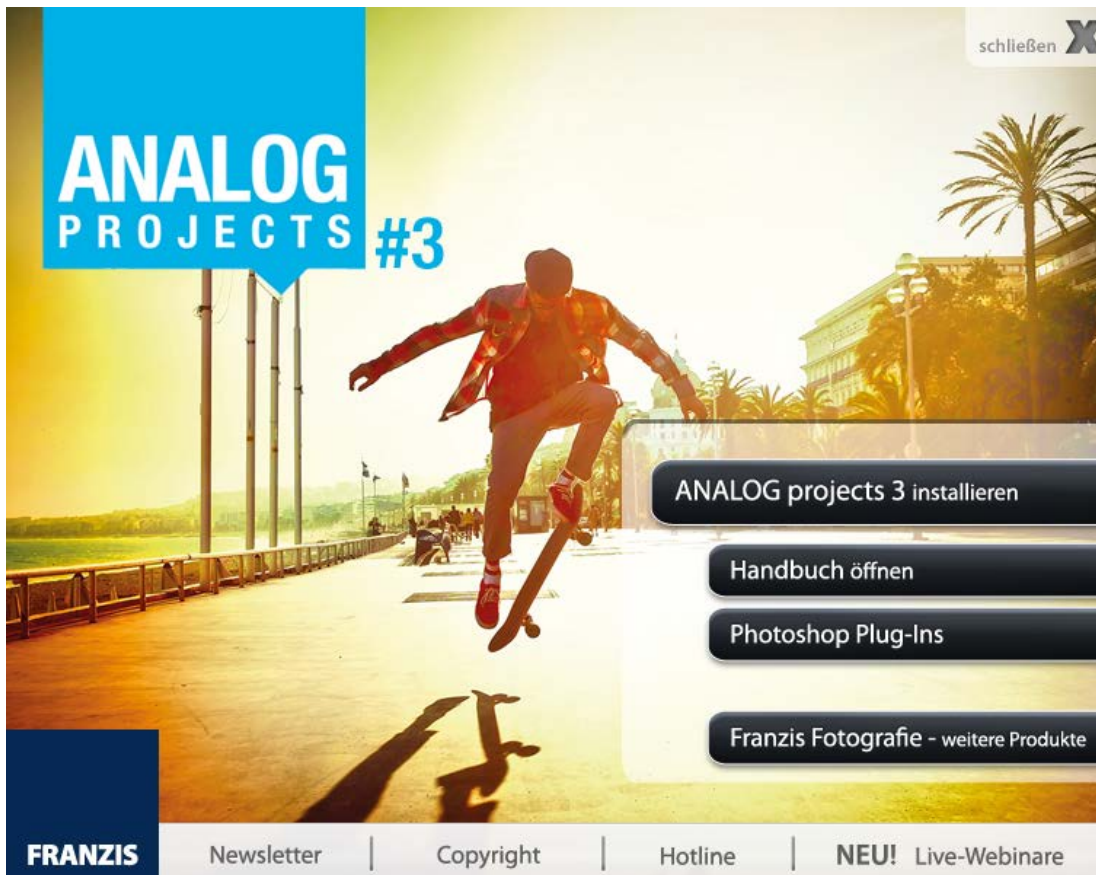 ANALOG
PROJECTS
#3
schließen X
ANALOG projects 3 installieren
Handbuch öffnen
Photoshop Plug-Ins
Franzis Fotografie - weitere Produkte
FRANZIS
Newsletter | Copyright | Hotline | NEU! Live-Webinare